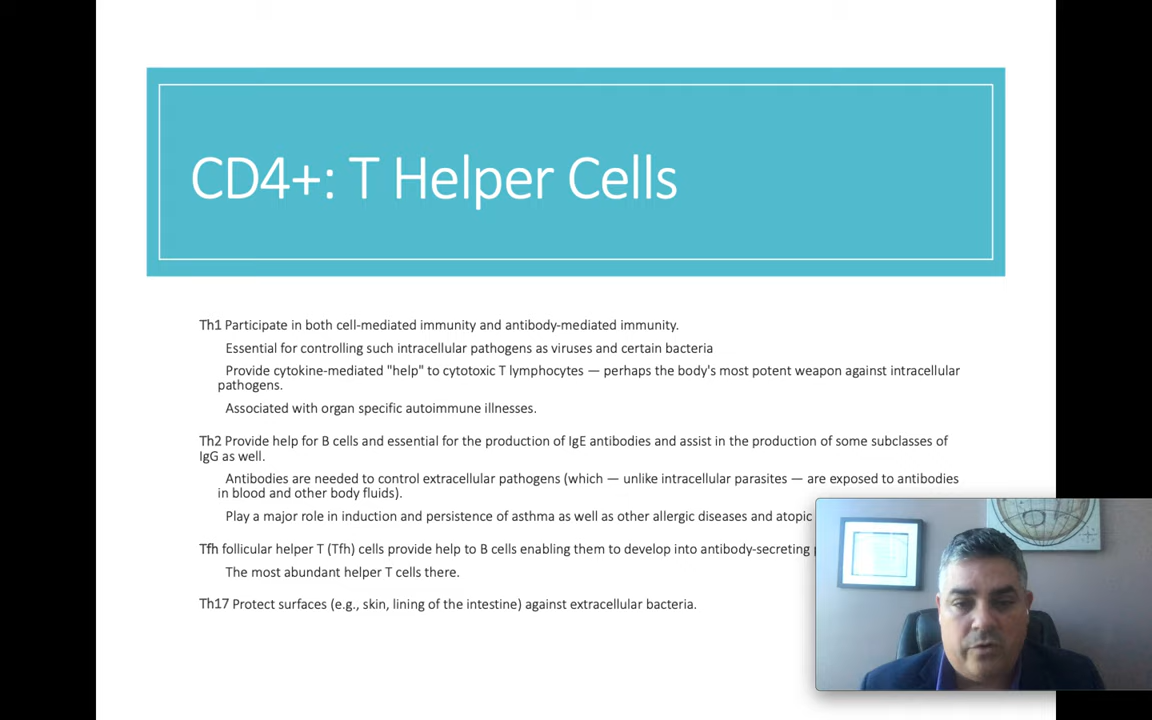 CD4+: T Helper Cells
Th1 Participate in both cell-mediated immunity and antibody-mediated immunity.
Essential for controlling such intracellular pathogens as viruses and certain bacteria
Provide cytokine-mediated "help" to cytotoxic T lymphocytes — perhaps the body's most potent weapon against intracellular
pathogens.
Associated with organ specific autoimmune illnesses.
Th2 Provide help for B cells and essential for the production of IgE antibodies and assist in the production of some subclasses of
IgG as well.
Antibodies are needed to control extracellular pathogens (which — unlike intracellular parasites — are exposed to antibodies
in blood and other body fluids).
Play a major role in induction and persistence of asthma as well as other allergic diseases and atopic
Tfh follicular helper T (Tfh) cells provide help to B cells enabling them to develop into antibody-secreting
The most abundant helper T cells there.
Th17 Protect surfaces (e.g., skin, lining of the intestine) against extracellular bacteria.